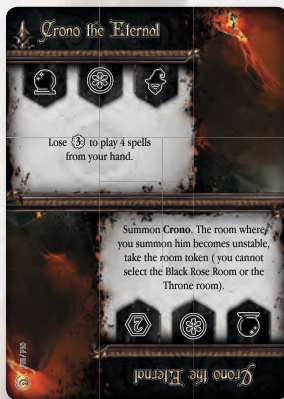 Crono the Eternal
Lose 3 to play 4 spells
from your hand.
Summon Crono. The room where
you summon him becomes unstable,
take the room token ( you cannot
select the Black Rose Room or the
Throne room).
2
Crono the Eternal